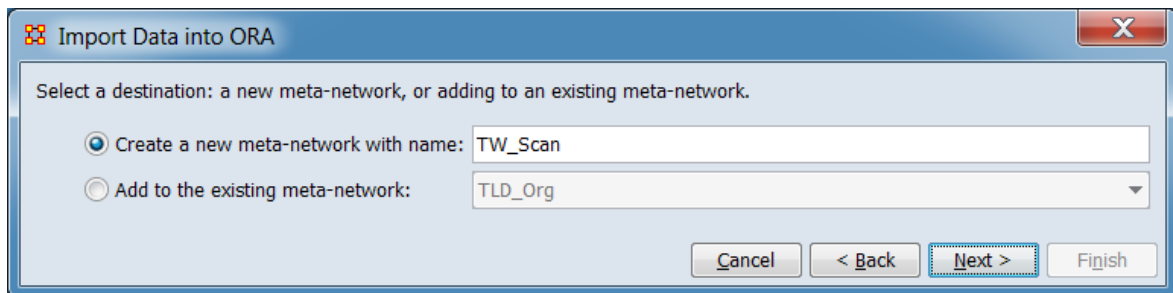 Import Data into ORA
X
Select a destination: a new meta-network, or adding to an existing meta-network.
Create a new meta-network with name: TW_Scan
Add to the existing meta-network: TLD_Org
Cancel < Back Next > Finish